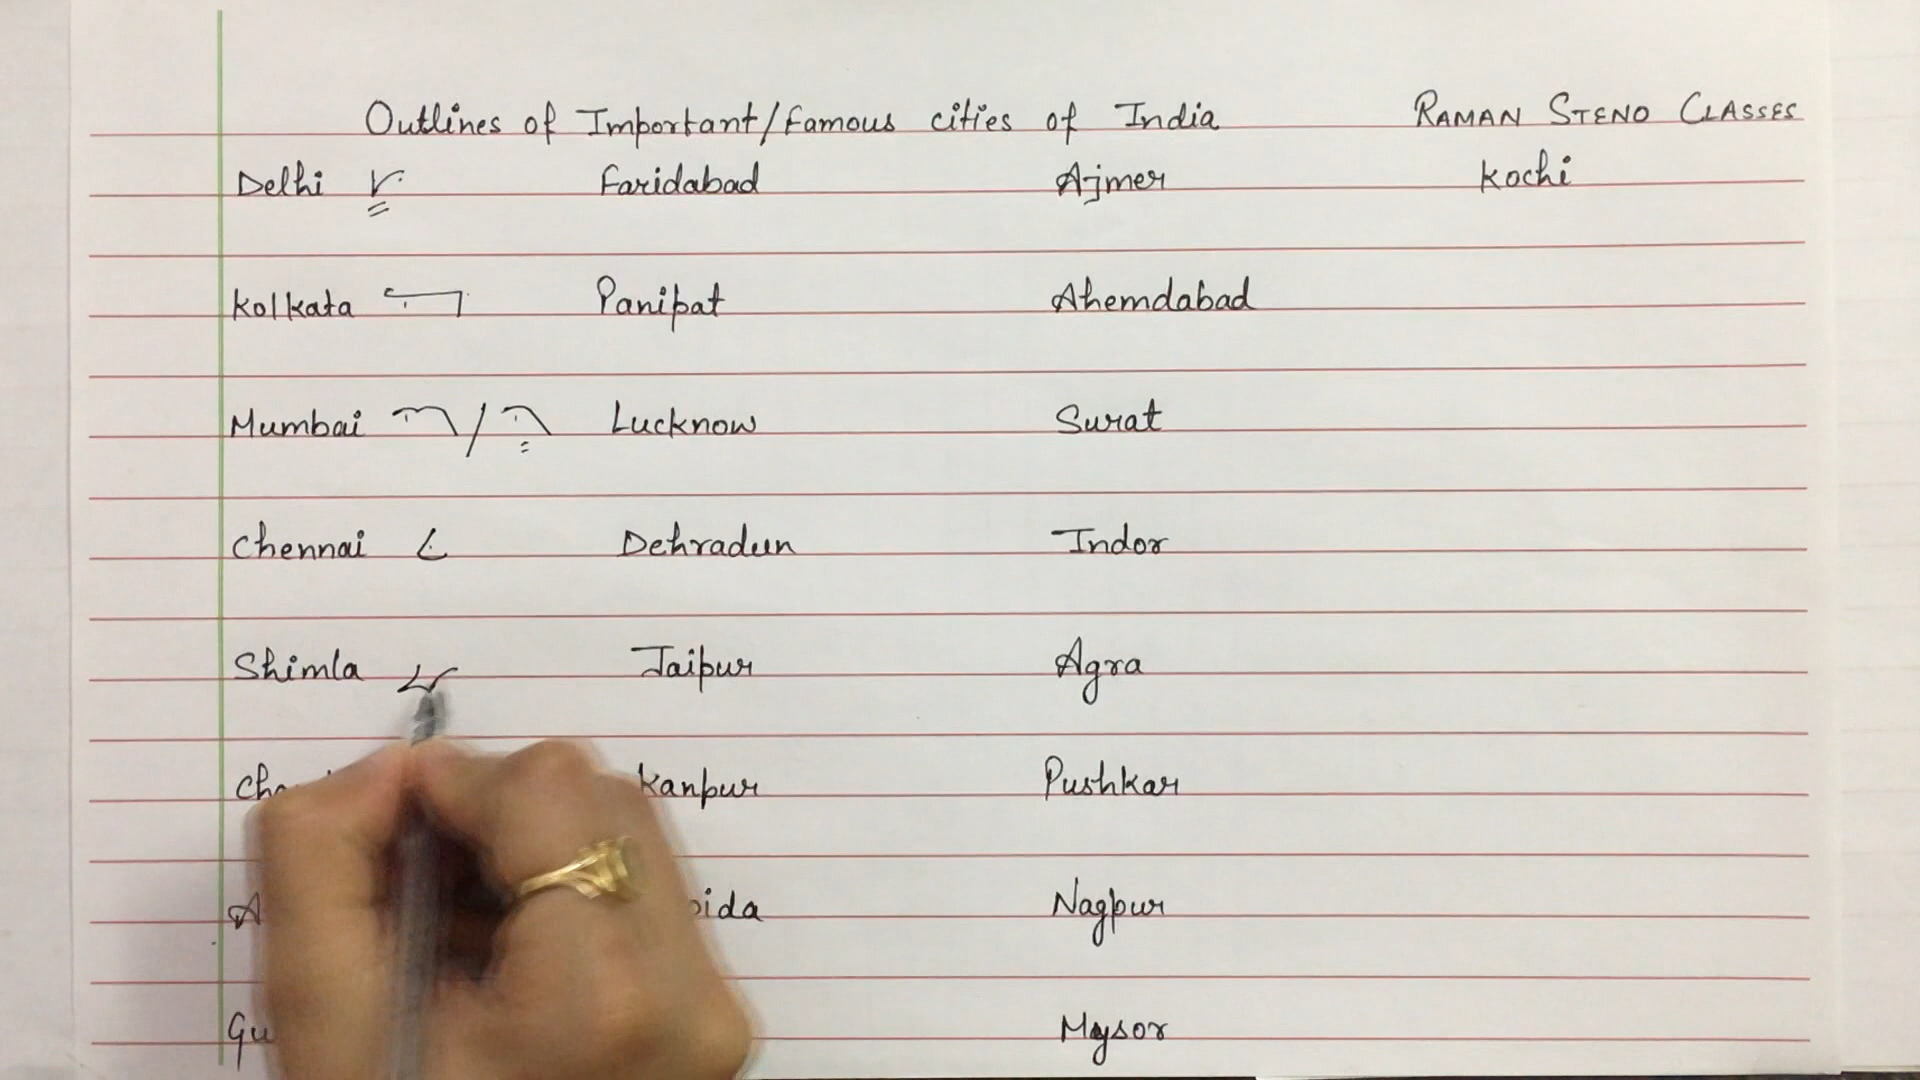 Outlines of Important/famous cities of India RAMAN STENO CLASSES
Delhi Faridabad Ajmer Kochi
Kolkata Panipat Ahemdabad
Mumbai / Lucknow Surat
Chennai Dehradun Indor
Shimla Jaipur Agra
Kanpur Pushkar
Nagpur
Mysor